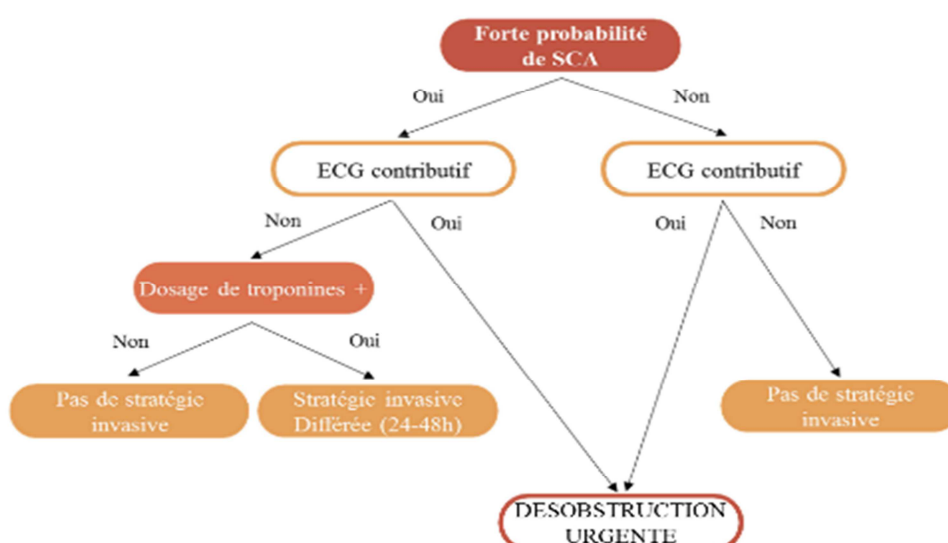 Forte probabilité
de SCA
Oui
Non
ECG contributif
ECG contributif
Non
Oui
Oui
Non
Dosage de troponines +
Non
Oui
Pas de stratégie
invasive
Stratégie invasive
Différée (24-48h)
Pas de stratégie
invasive
DESOBSTRUCTION
URGENTE